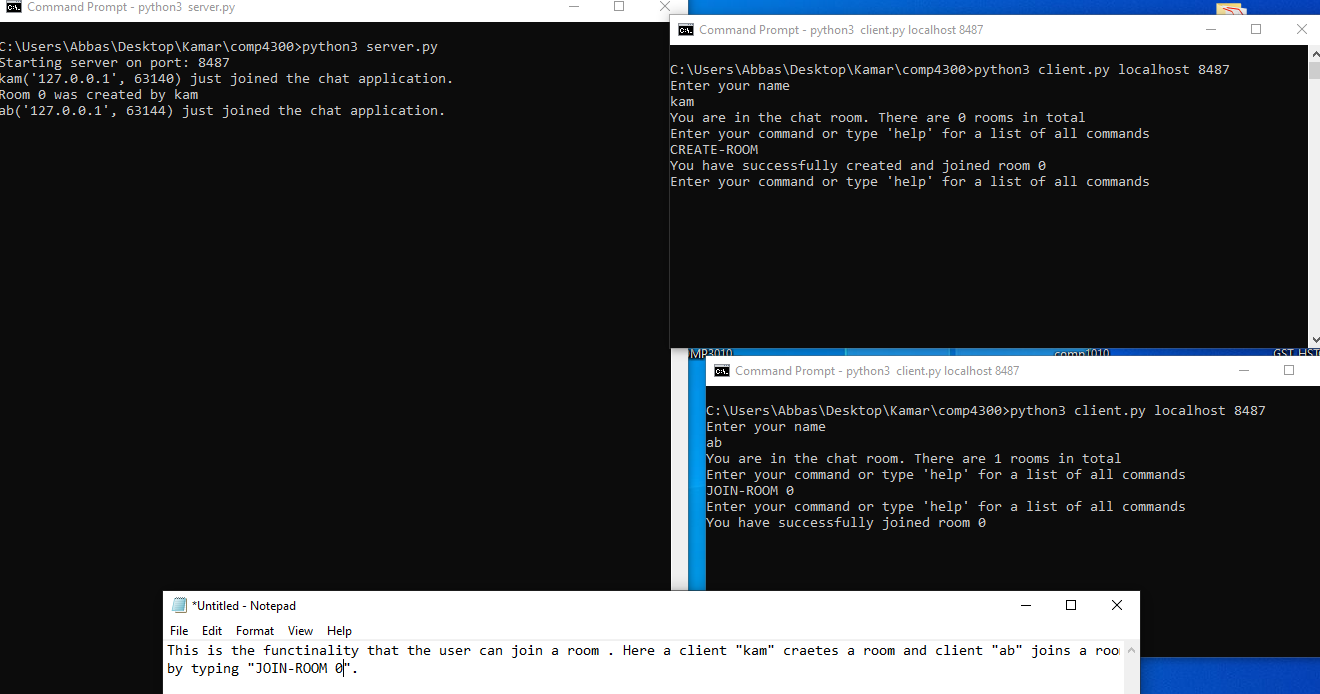 Command Prompt - python3 server.py
C:\Users\Abbas\Desktop\Kamar\comp4300>python3 server.py
Starting server on port: 8487
kam('127.0.0.1', 63140) just joined the chat application.
Room 0 was created by kam
ab('127.0.0.1', 63144) just joined the chat application.
Command Prompt - python3 client.py localhost 8487
C:\Users\Abbas\Desktop\Kamar\comp4300>python3 client.py localhost 8487
Enter your name
kam
You are in the chat room. There are 0 rooms in total
Enter your command or type 'help' for a list of all commands
CREATE-ROOM
You have successfully created and joined room 0
Enter your command or type 'help' for a list of all commands
MP3010 comp1010 GST_HST
Command Prompt - python3 client.py localhost 8487
C:\Users\Abbas\Desktop\Kamar\comp4300>python3 client.py localhost 8487
Enter your name
ab
You are in the chat room. There are 1 rooms in total
Enter your command or type 'help' for a list of all commands
JOIN-ROOM 0
Enter your command or type 'help' for a list of all commands
You have successfully joined room 0
*Untitled - Notepad
File Edit Format View Help
This is the functinality that the user can join a room . Here a client "kam" craetes a room and client "ab" joins a roo
by typing "JOIN-ROOM 0".